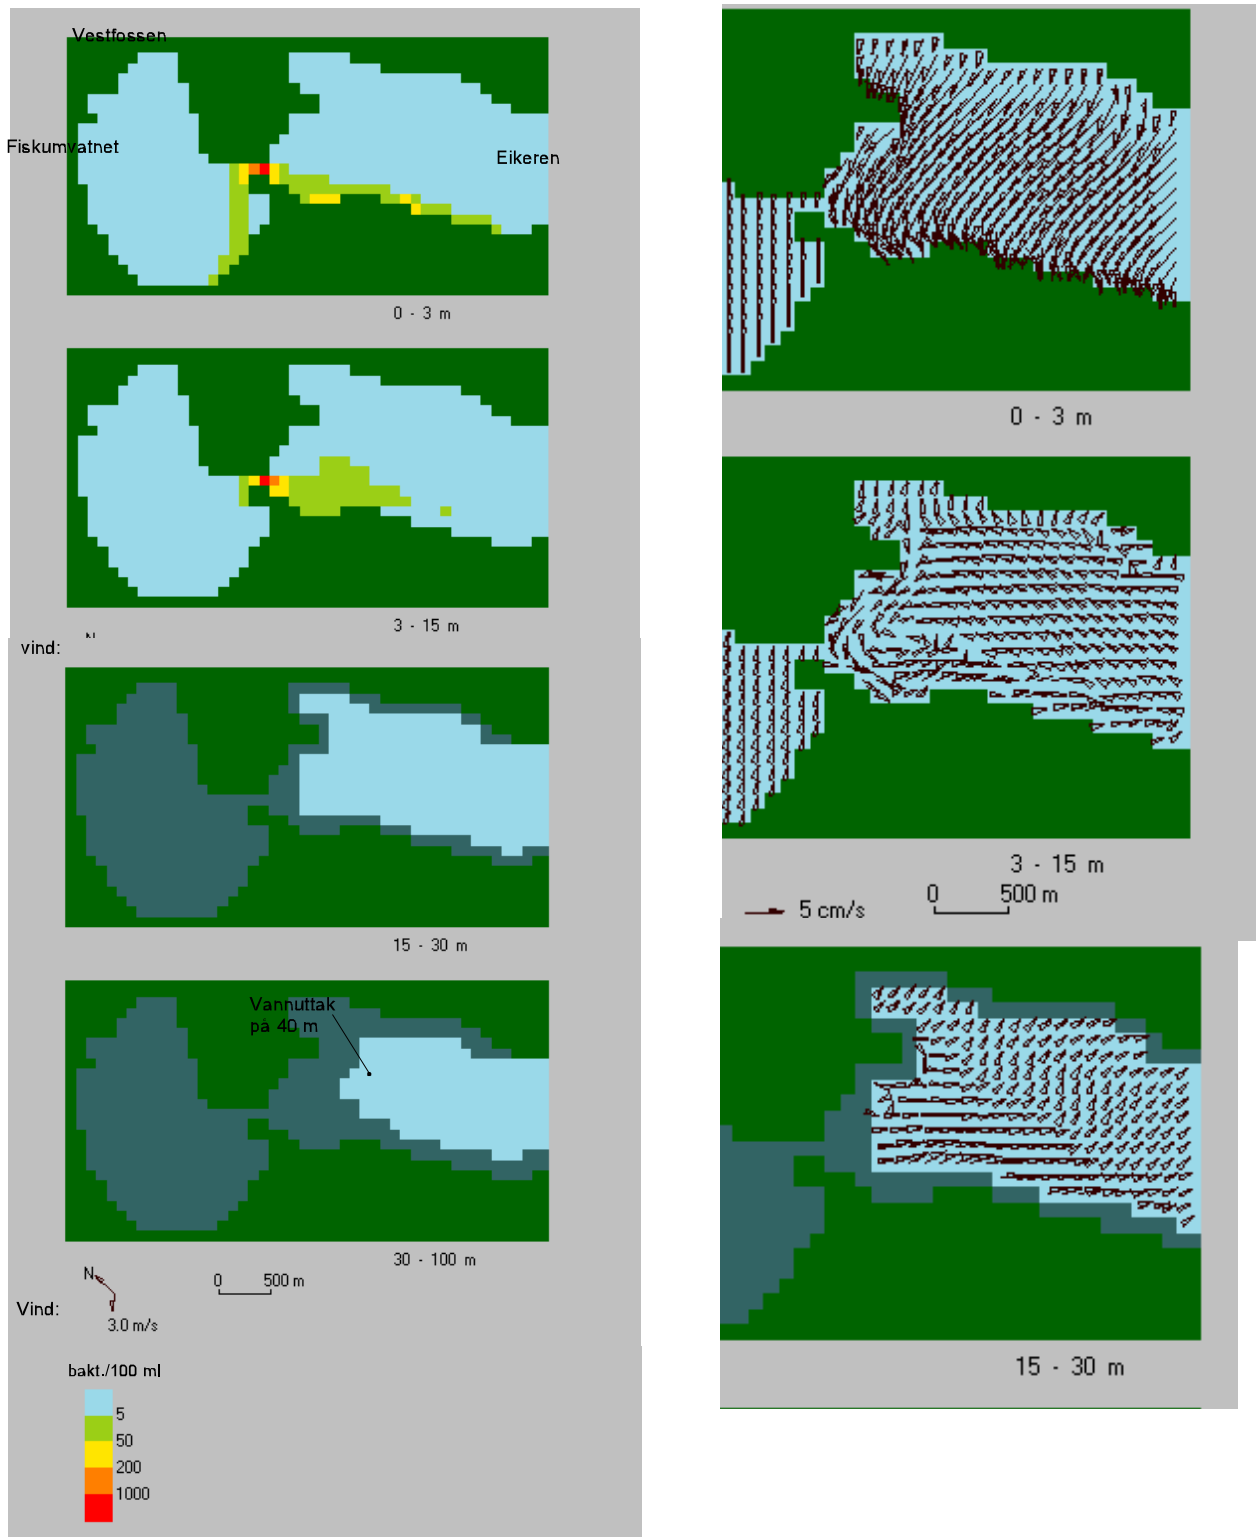 Vestfossen
Fiskumvatnet
Eikeren
0 - 3 m
3 - 15 m
N
vind:
15 - 30 m
Vannuttak
på 40 m
30 - 100 m
N
0 500 m
Vind:
3.0 m/s
bakt./100 ml
5
50
200
1000
0 - 3 m
3 - 15 m
5 cm/s
0 500 m
15 - 30 m